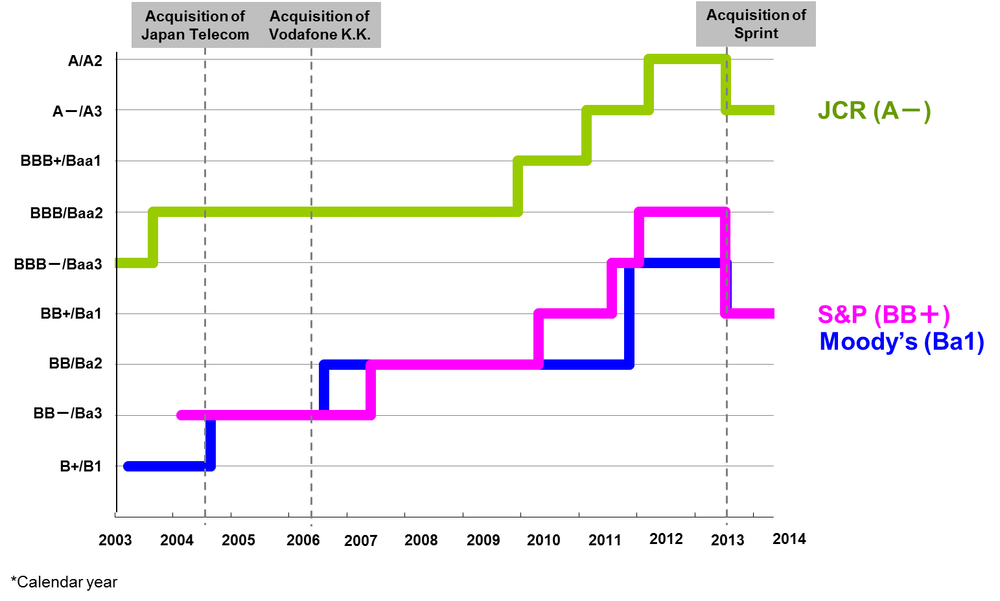 Acquisition of
Japan Telecom
Acquisition of
Vodafone K.K.
Acquisition of
Sprint
A/A2
A－/A3
BBB+/Baa1
BBB/Baa2
BBB－/Baa3
BB+/Ba1
BB/Ba2
BB－/Ba3
B+/B1
JCR (A－)
S&P (BB＋)
Moody’s (Ba1)
2003 2004 2005 2006 2007 2008 2009 2010 2011 2012 2013 2014
*Calendar year